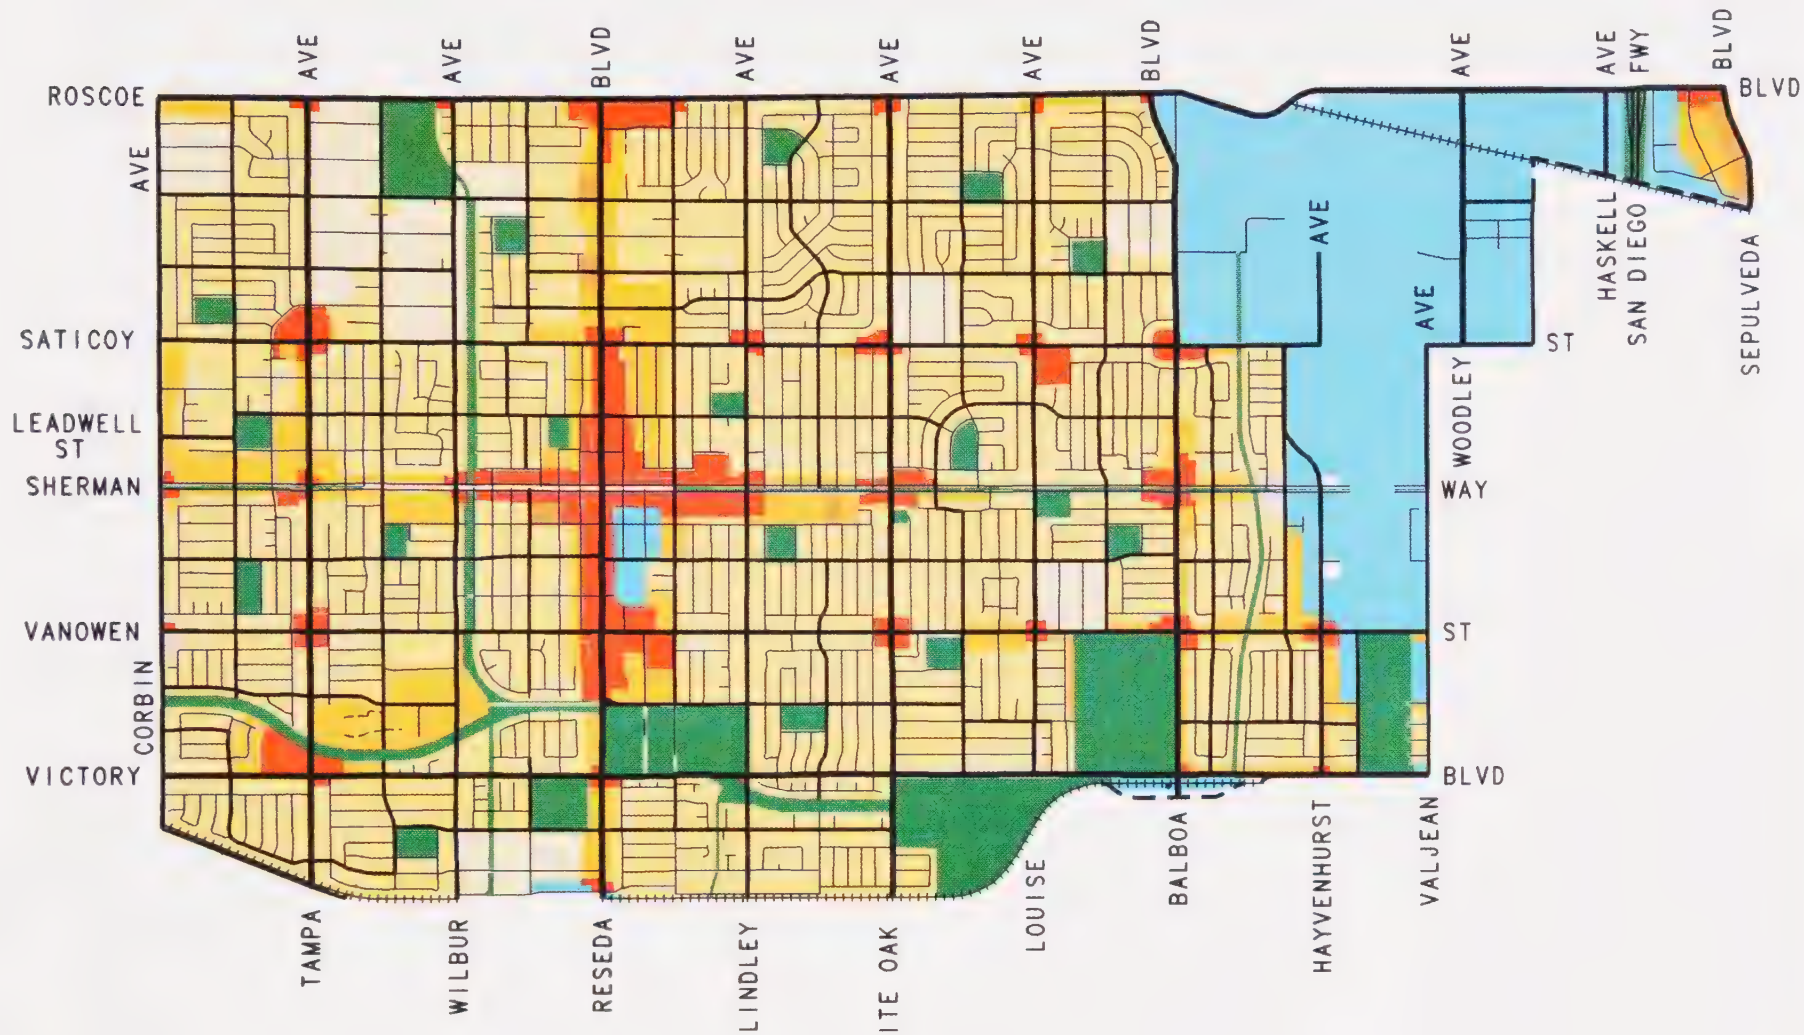 AVE
AVE
BLVD
AVE
AVE
AVE
BLVD
AVE
AVE
FWY
BLVD
ROSCOE
BLVD
AVE
AVE
HASKELL
SAN DIEGO
SEPULVEDA
SATICOY
AVE
ST
LEADWELL
ST
WOODLEY
SHERMAN
WAY
VANOWEN
ST
CORBIN
VICTORY
BLVD
TAMPA
WILBUR
RESEDA
LINDLEY
ITE OAK
LOUISE
BALBOA
HAYVENHURST
VALJEAN